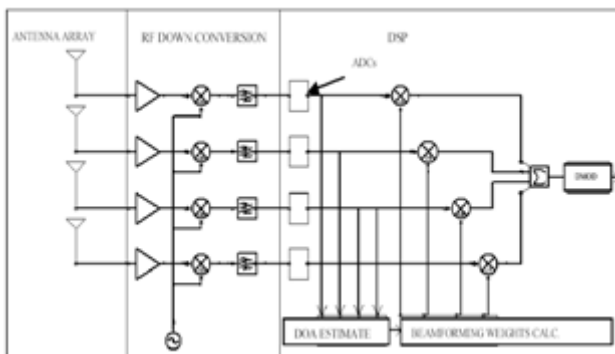 ANTENNA ARRAY
RF DOWN CONVERSION
DSP
ADCs
DMOD
DOA ESTIMATE
BEAMFORMING WEIGHTS CALC